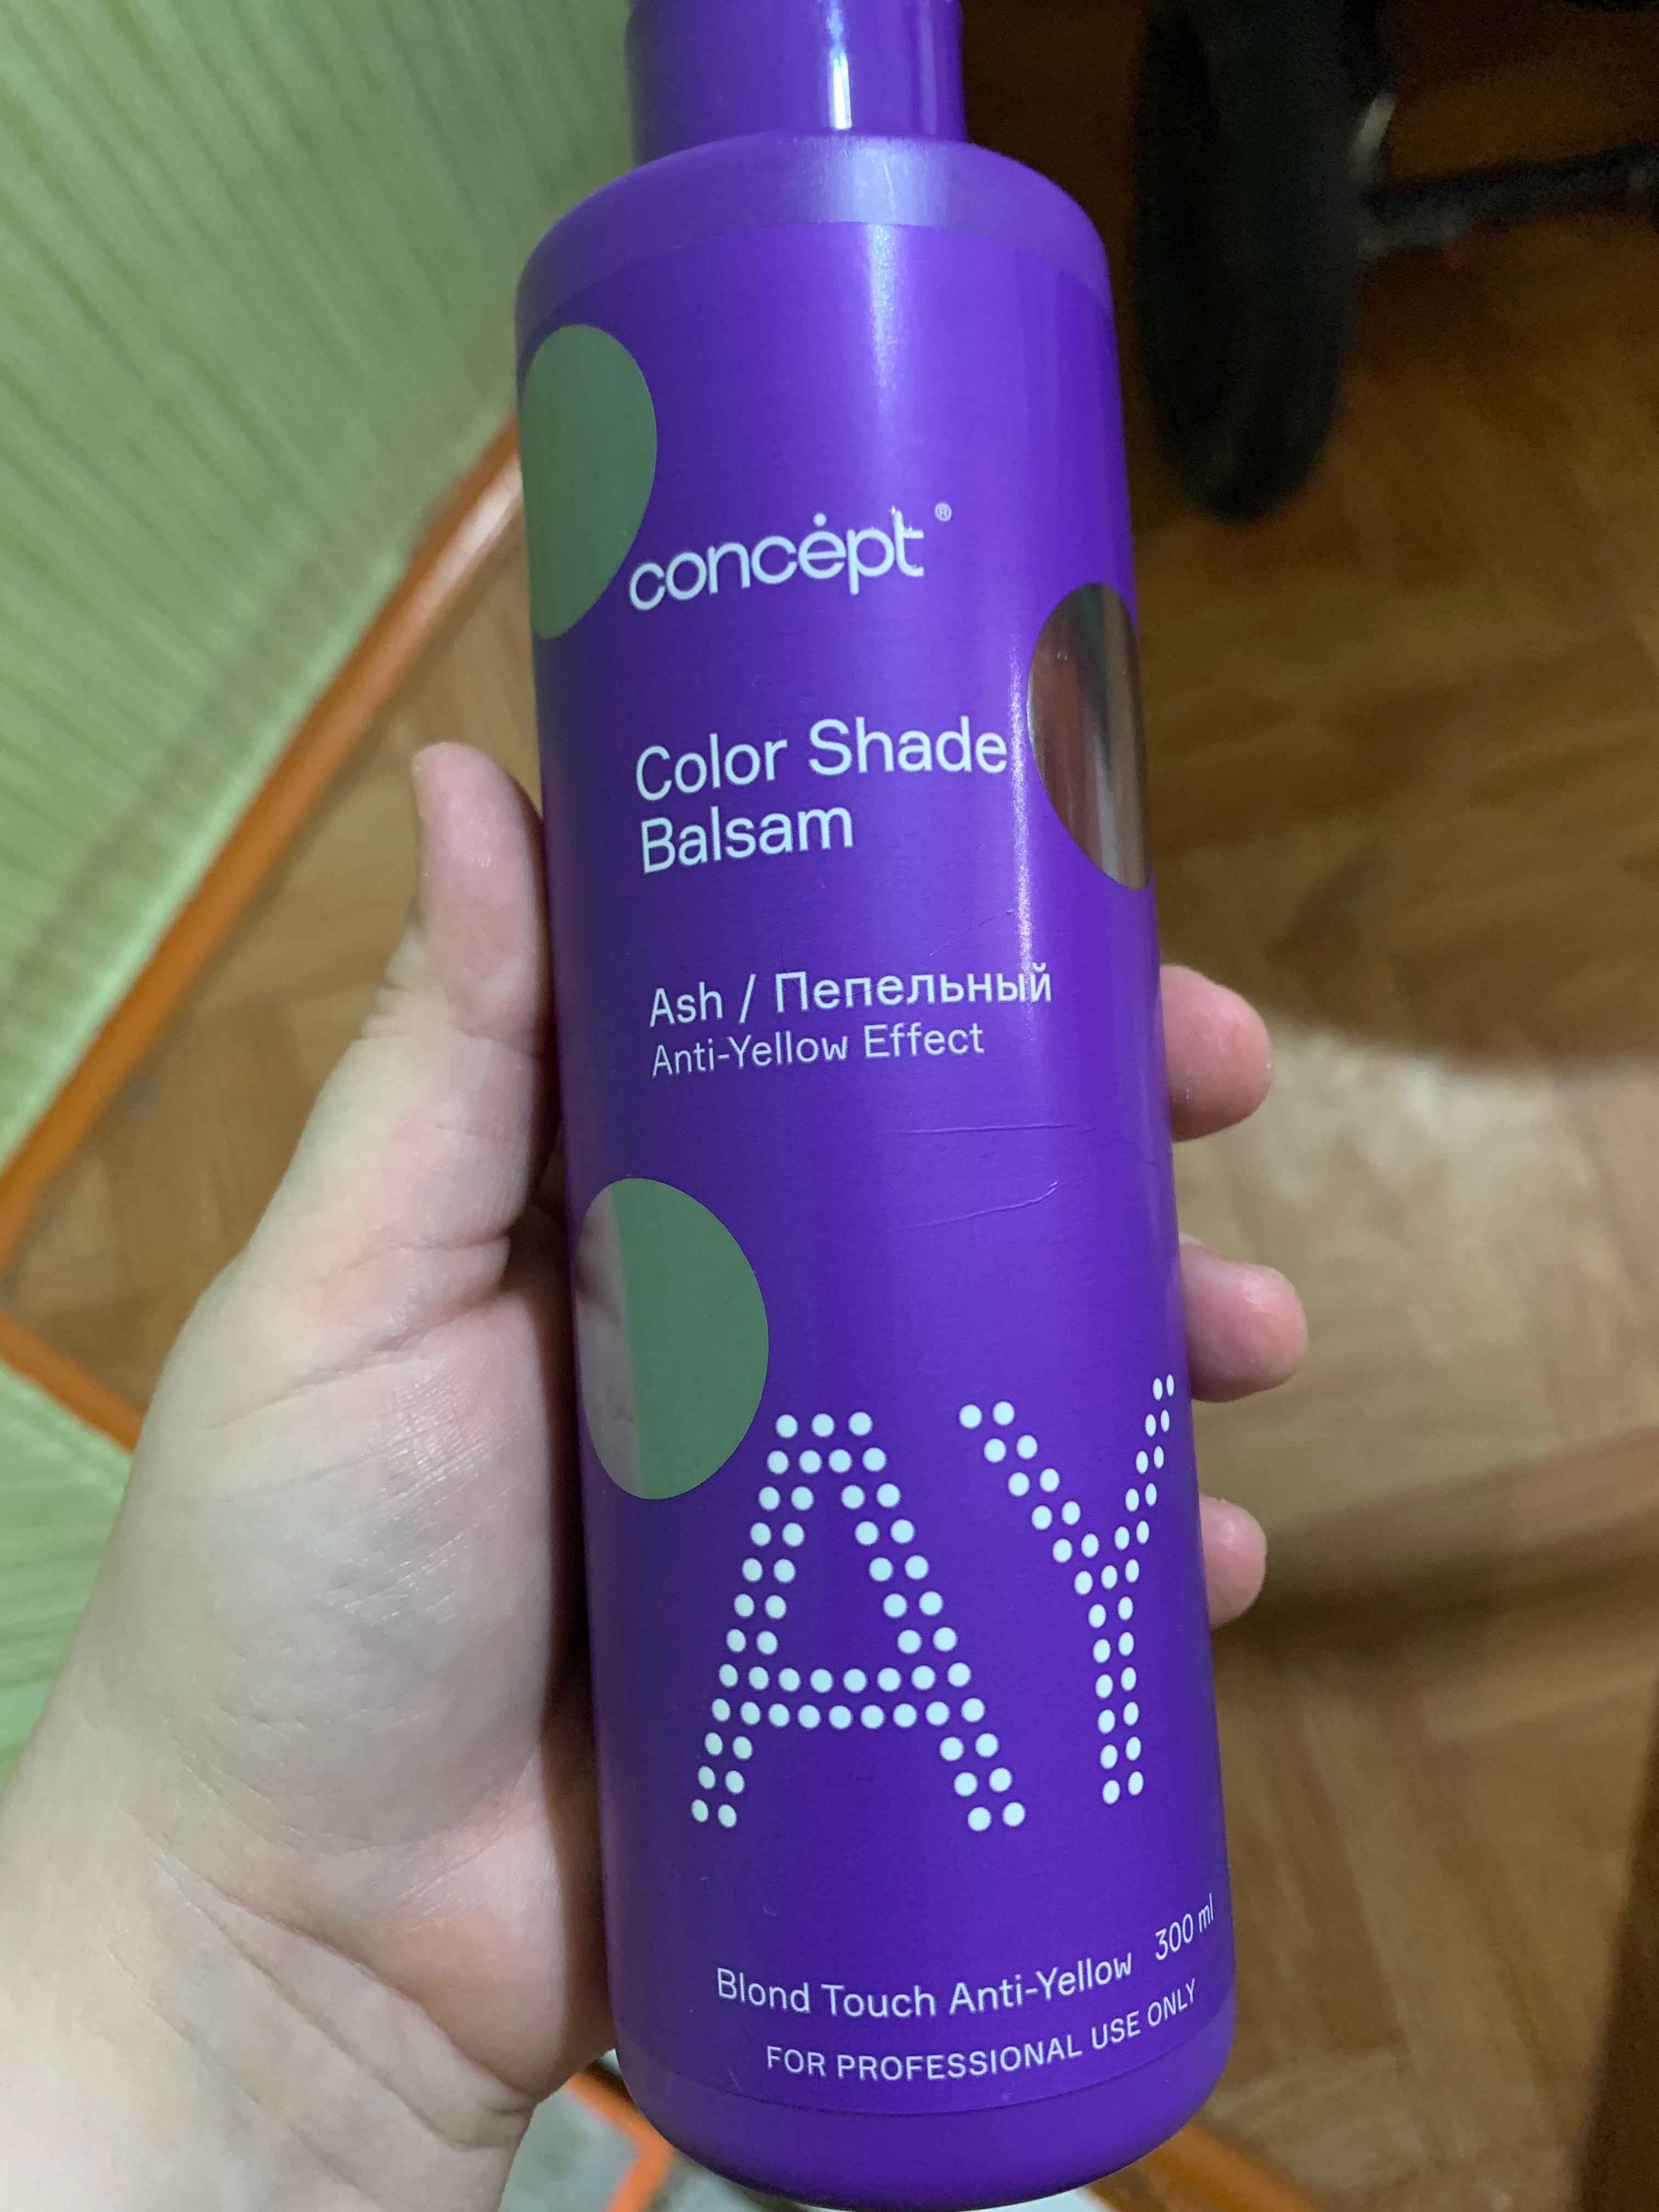 concept ®
Color Shade
Balsam
Ash / Пепельный
Anti-Yellow Effect
AY
Blond Touch Anti-Yellow 300 ml
FOR PROFESSIONAL USE ONLY